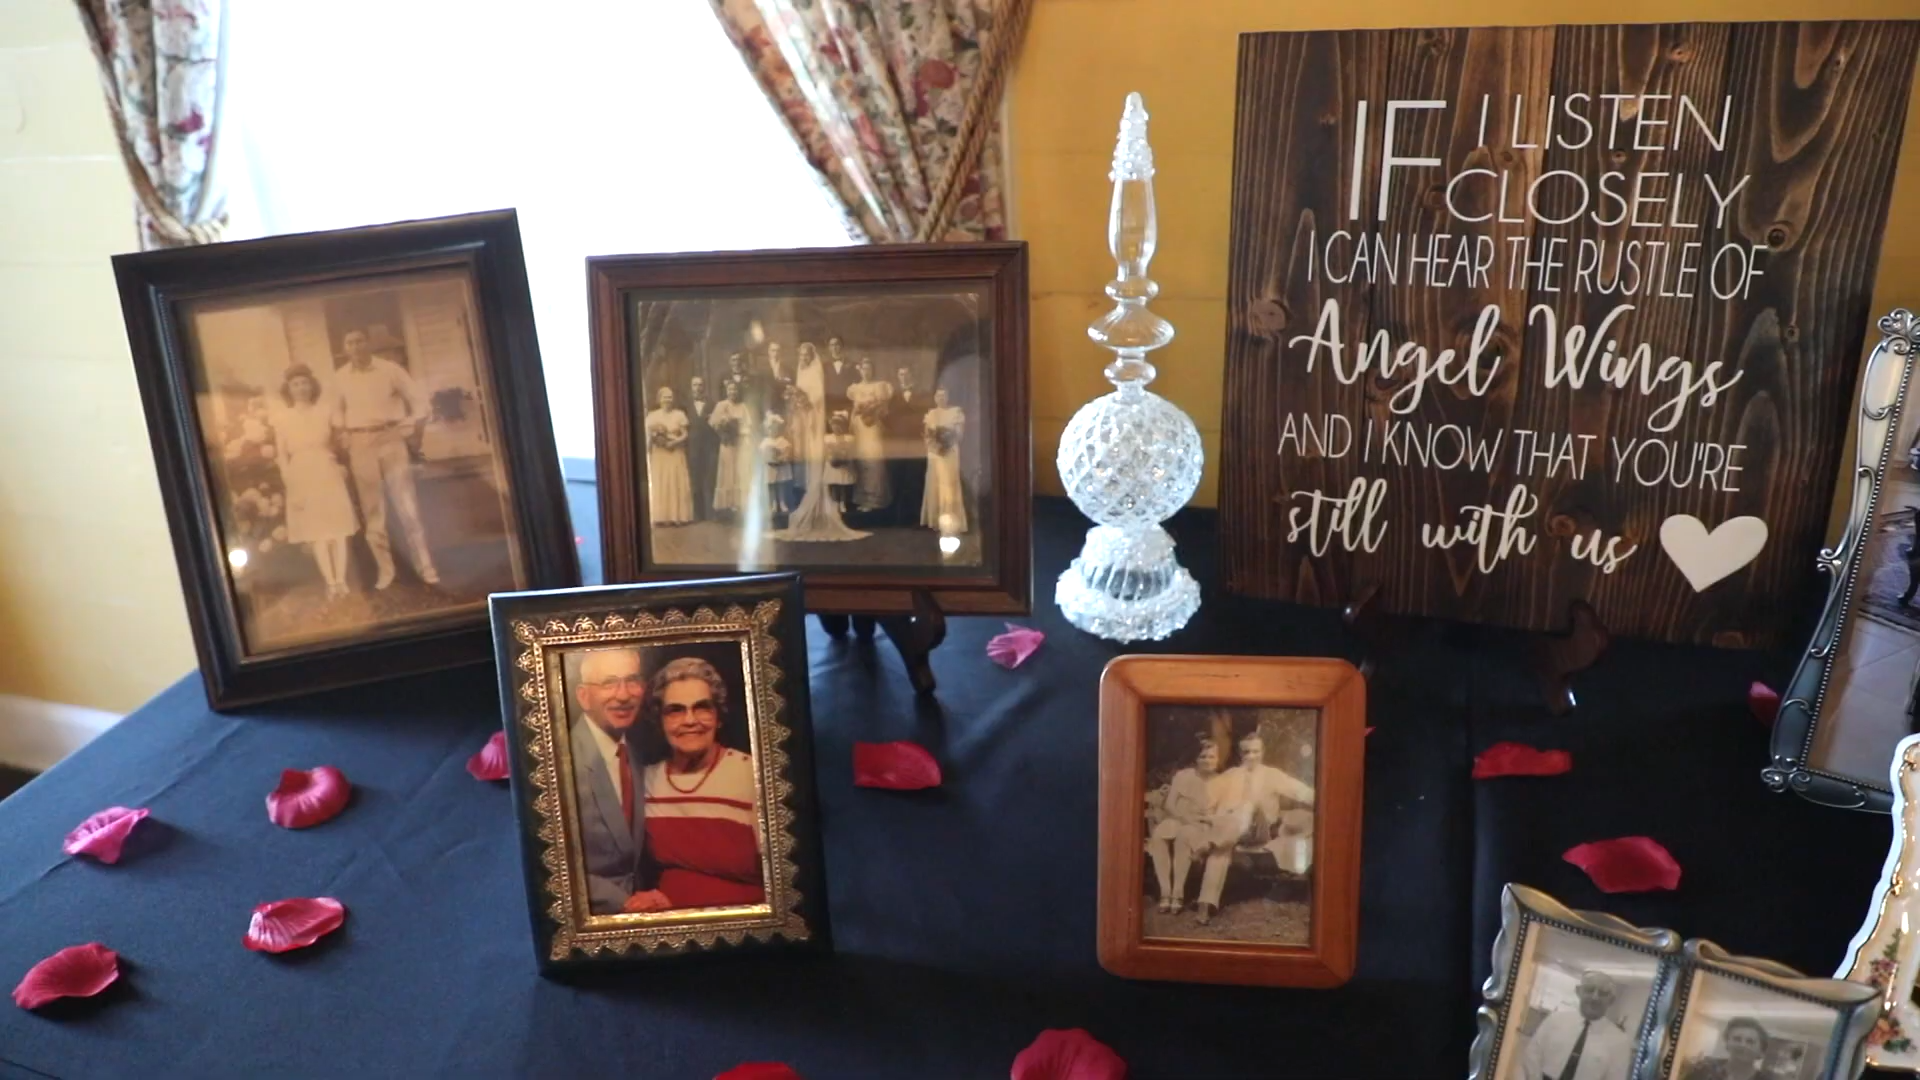 IF I LISTEN
CLOSELY
I CAN HEAR THE RUSTLE OF
Angel Wings
AND I KNOW THAT YOU'RE
still with us